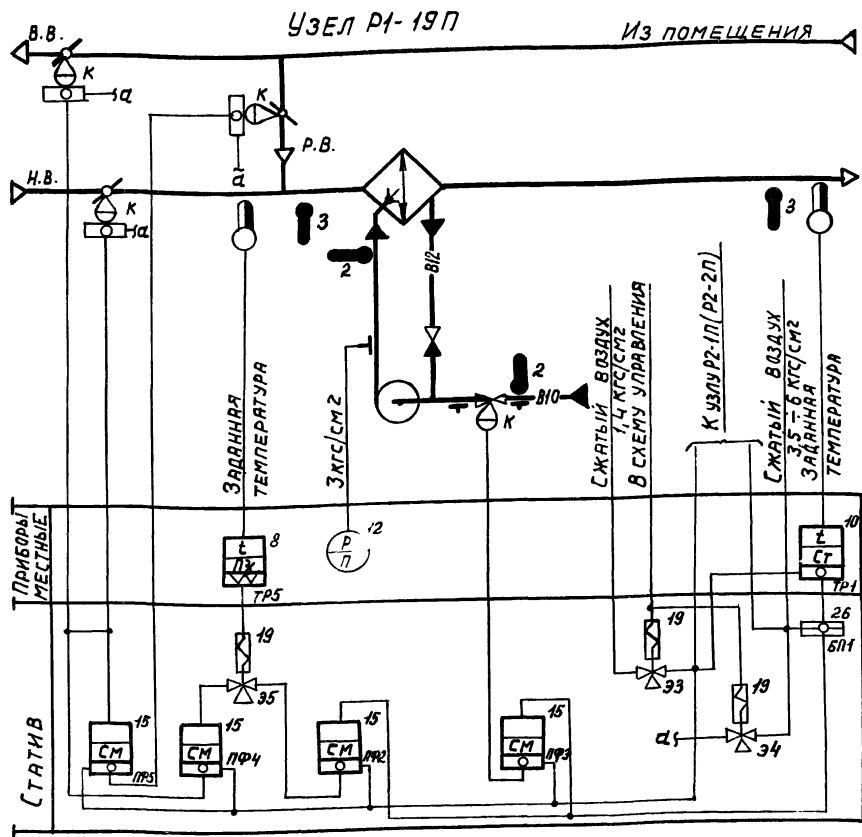 УЗЕЛ Р1-19П
В.В.
ИЗ ПОМЕЩЕНИЯ
К
а
К
а
Р.В.
Н.В.
К
а
3
2
В12
3
2
В10
К
ЗАДАННАЯ
ТЕМПЕРАТУРА
3 КГС/СМ2
СЖАТЫЙ ВОЗДУХ
1,4 КГС/СМ2
В СХЕМУ УПРАВЛЕНИЯ
К УЗЛУ Р2-1П(Р2-2П)
СЖАТЫЙ ВОЗДУХ
3,5 ÷ 6 КГС/СМ2
ЗАДАННАЯ
ТЕМПЕРАТУРА
ПРИБОРЫ
МЕСТНЫЕ
t
8
ТР5
Р
П
12
t
СТ
10
ТР1
26
БП1
СТАТИВ
19
Э5
19
Э3
19
Э4
а
15
СМ
ПФ5
15
СМ
ПФ4
15
СМ
ПФ2
15
СМ
ПФ3